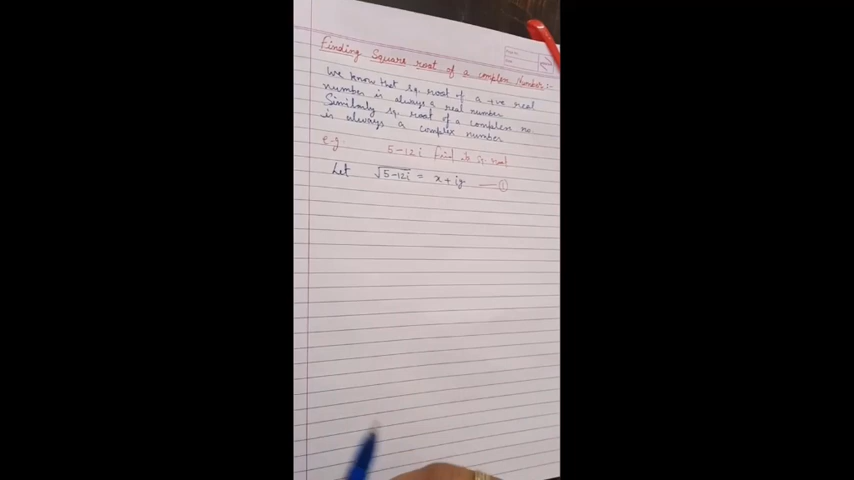 Finding Square root of a complex Number :-
We know that sq. root of a +ve real
number is always a real number.
Similarly sq. root of a complex no
is always a complex number
e.g. 5-12i find its sq. root
Let √5-12i = x + iy —— ①